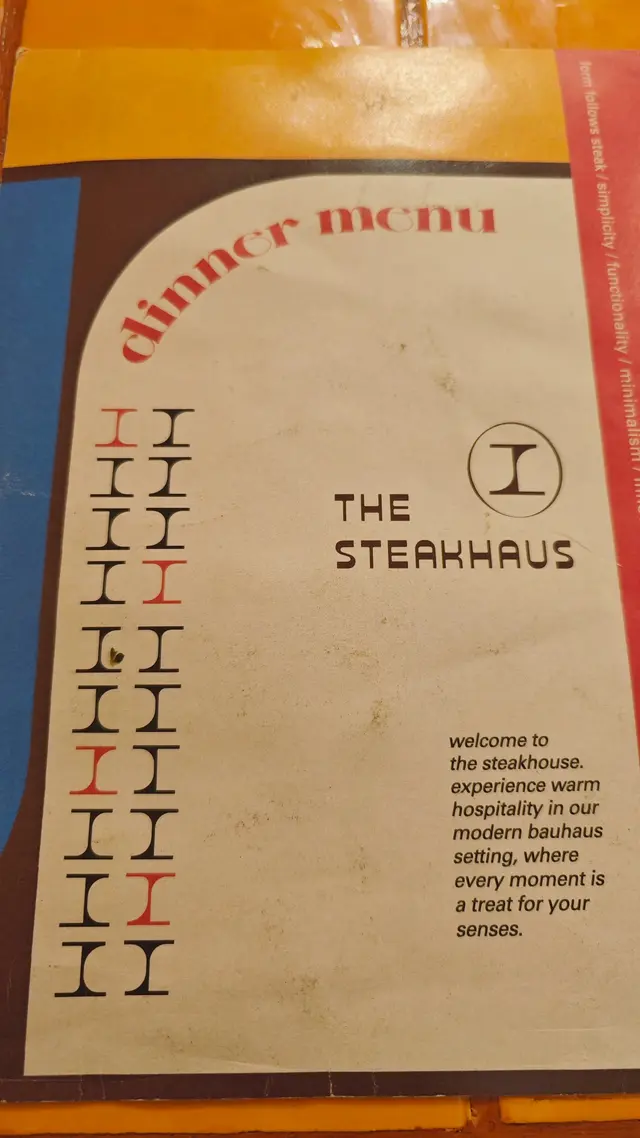 dinner menu
form follows steak / simplicity / functionality / minimalism /
I
THE
STEAKHAUS
welcome to
the steakhouse.
experience warm
hospitality in our
modern bauhaus
setting, where
every moment is
a treat for your
senses.